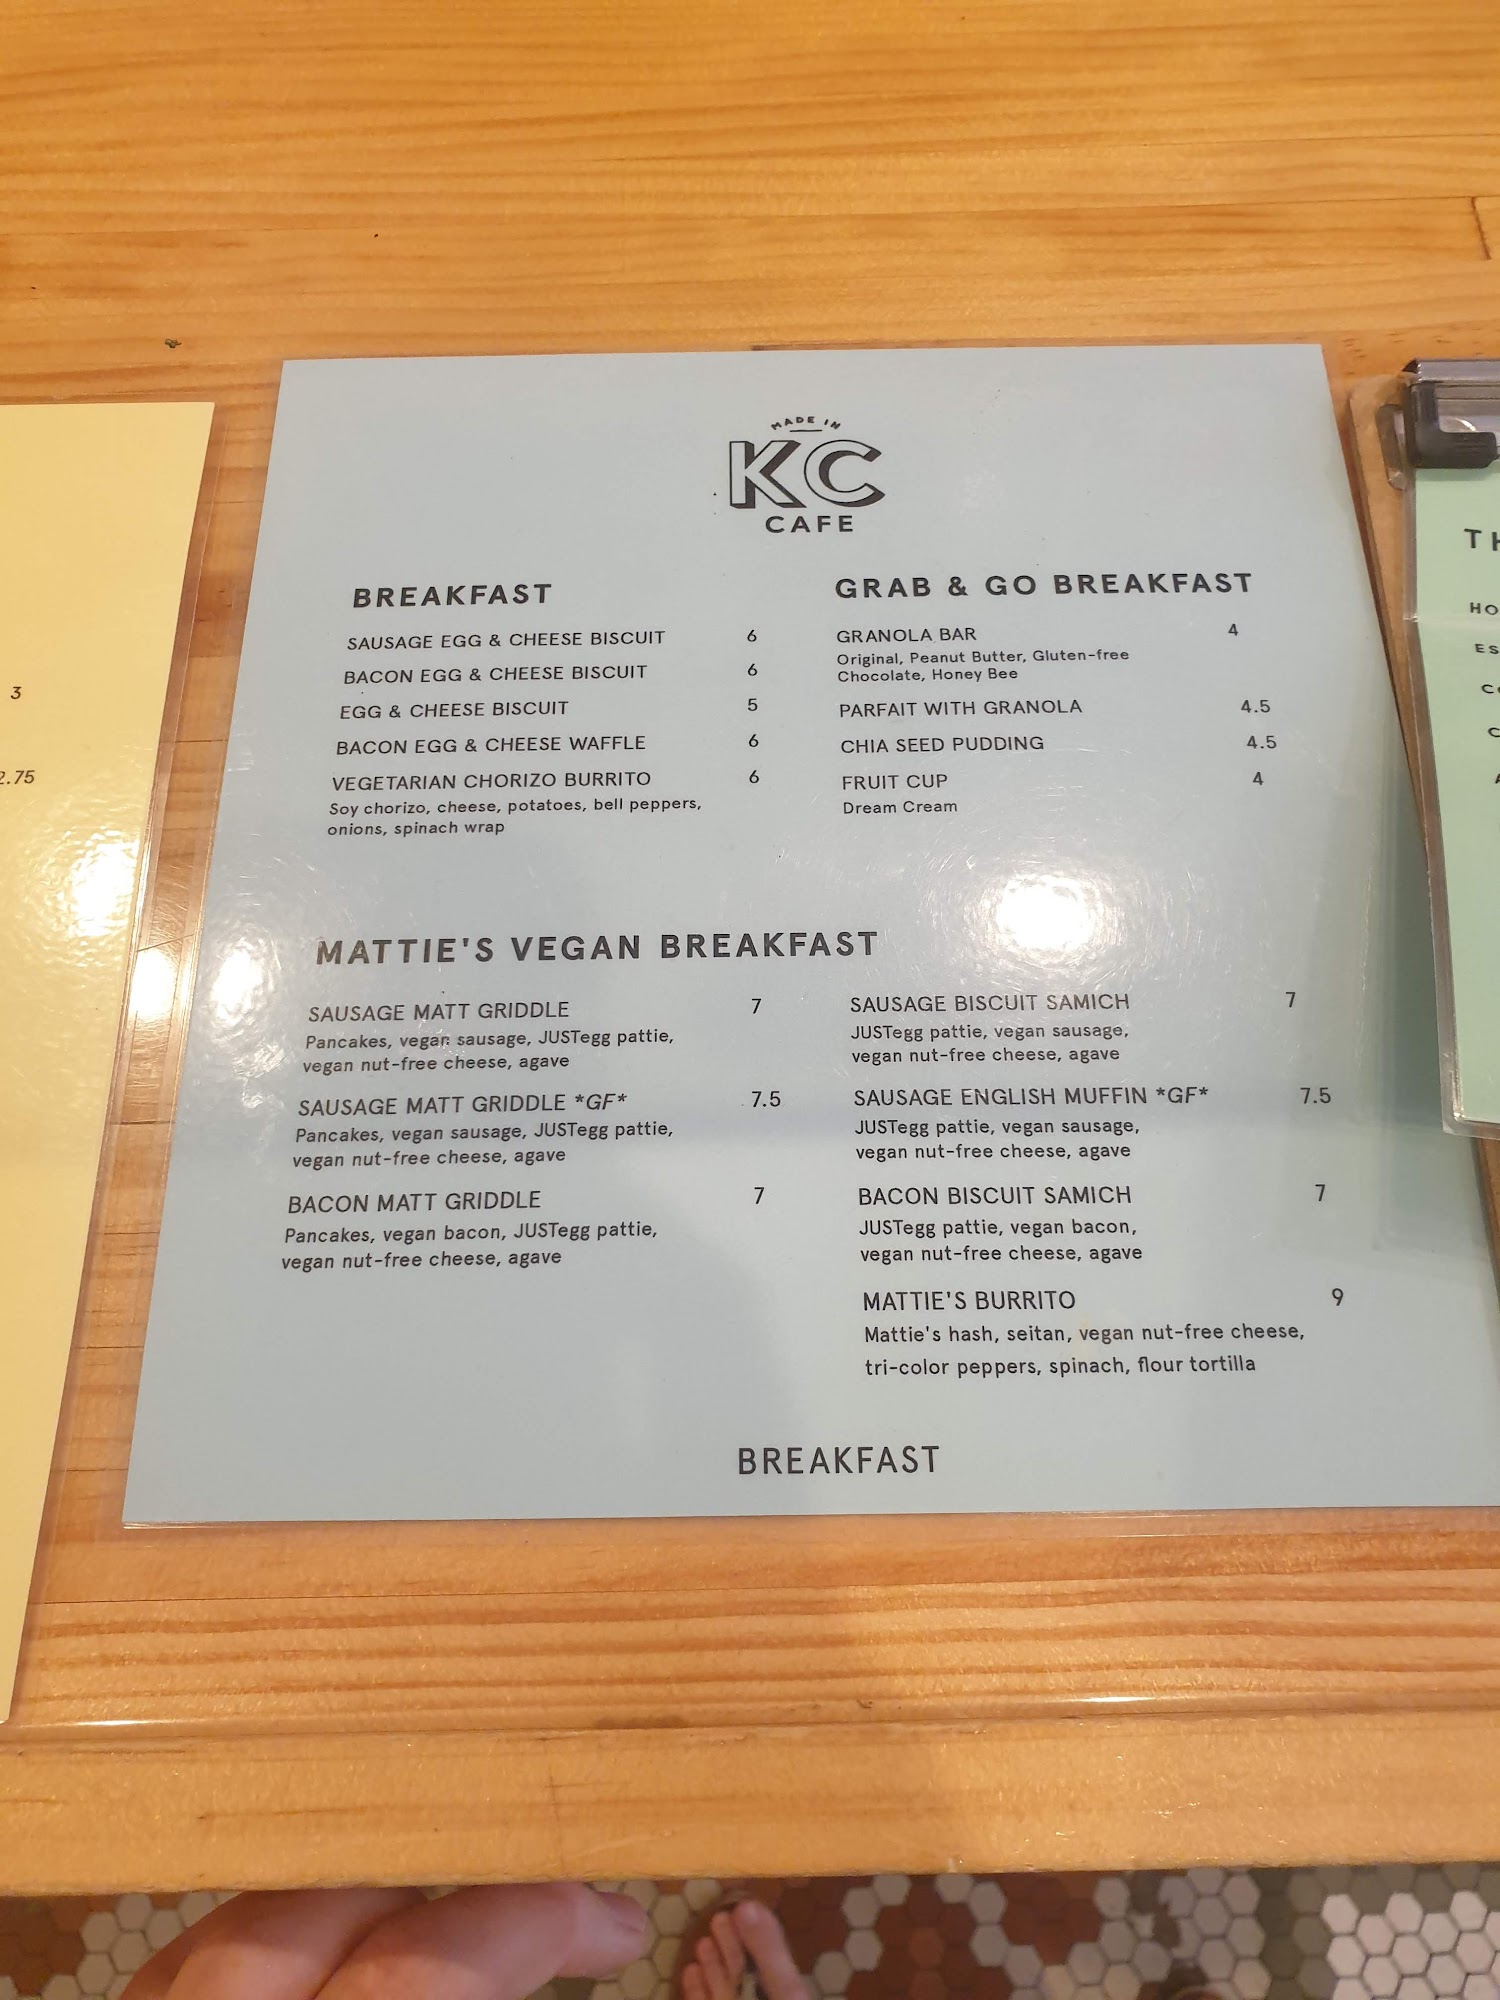 MADE IN
KC
CAFE
BREAKFAST
SAUSAGE EGG & CHEESE BISCUIT 6
BACON EGG & CHEESE BISCUIT 6
EGG & CHEESE BISCUIT 5
BACON EGG & CHEESE WAFFLE 6
VEGETARIAN CHORIZO BURRITO 6
Soy chorizo, cheese, potatoes, bell peppers,
onions, spinach wrap
GRAB & GO BREAKFAST
GRANOLA BAR 4
Original, Peanut Butter, Gluten-free
Chocolate, Honey Bee
PARFAIT WITH GRANOLA 4.5
CHIA SEED PUDDING 4.5
FRUIT CUP 4
Dream Cream
MATTIE'S VEGAN BREAKFAST
SAUSAGE MATT GRIDDLE 7
Pancakes, vegan sausage, JUSTegg pattie,
vegan nut-free cheese, agave
SAUSAGE MATT GRIDDLE *GF* 7.5
Pancakes, vegan sausage, JUSTegg pattie,
vegan nut-free cheese, agave
BACON MATT GRIDDLE 7
Pancakes, vegan bacon, JUSTegg pattie,
vegan nut-free cheese, agave
SAUSAGE BISCUIT SAMICH 7
JUSTegg pattie, vegan sausage,
vegan nut-free cheese, agave
SAUSAGE ENGLISH MUFFIN *GF* 7.5
JUSTegg pattie, vegan sausage,
vegan nut-free cheese, agave
BACON BISCUIT SAMICH 7
JUSTegg pattie, vegan bacon,
vegan nut-free cheese, agave
MATTIE'S BURRITO 9
Mattie's hash, seitan, vegan nut-free cheese,
tri-color peppers, spinach, flour tortilla
BREAKFAST
3
2.75